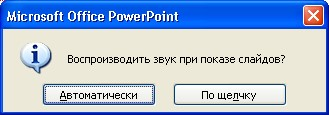 Microsoft Office PowerPoint
Воспроизводить звук при показе слайдов?
Автоматически По щелчку